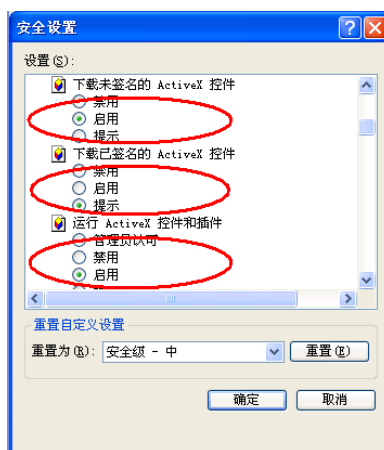 安全设置
设置(S):
下载未签名的 ActiveX 控件
禁用
启用
提示
下载已签名的 ActiveX 控件
禁用
启用
提示
运行 ActiveX 控件和插件
管理员认可
禁用
启用
重置自定义设置
重置为(R): 安全级 - 中 重置(E)
确定 取消